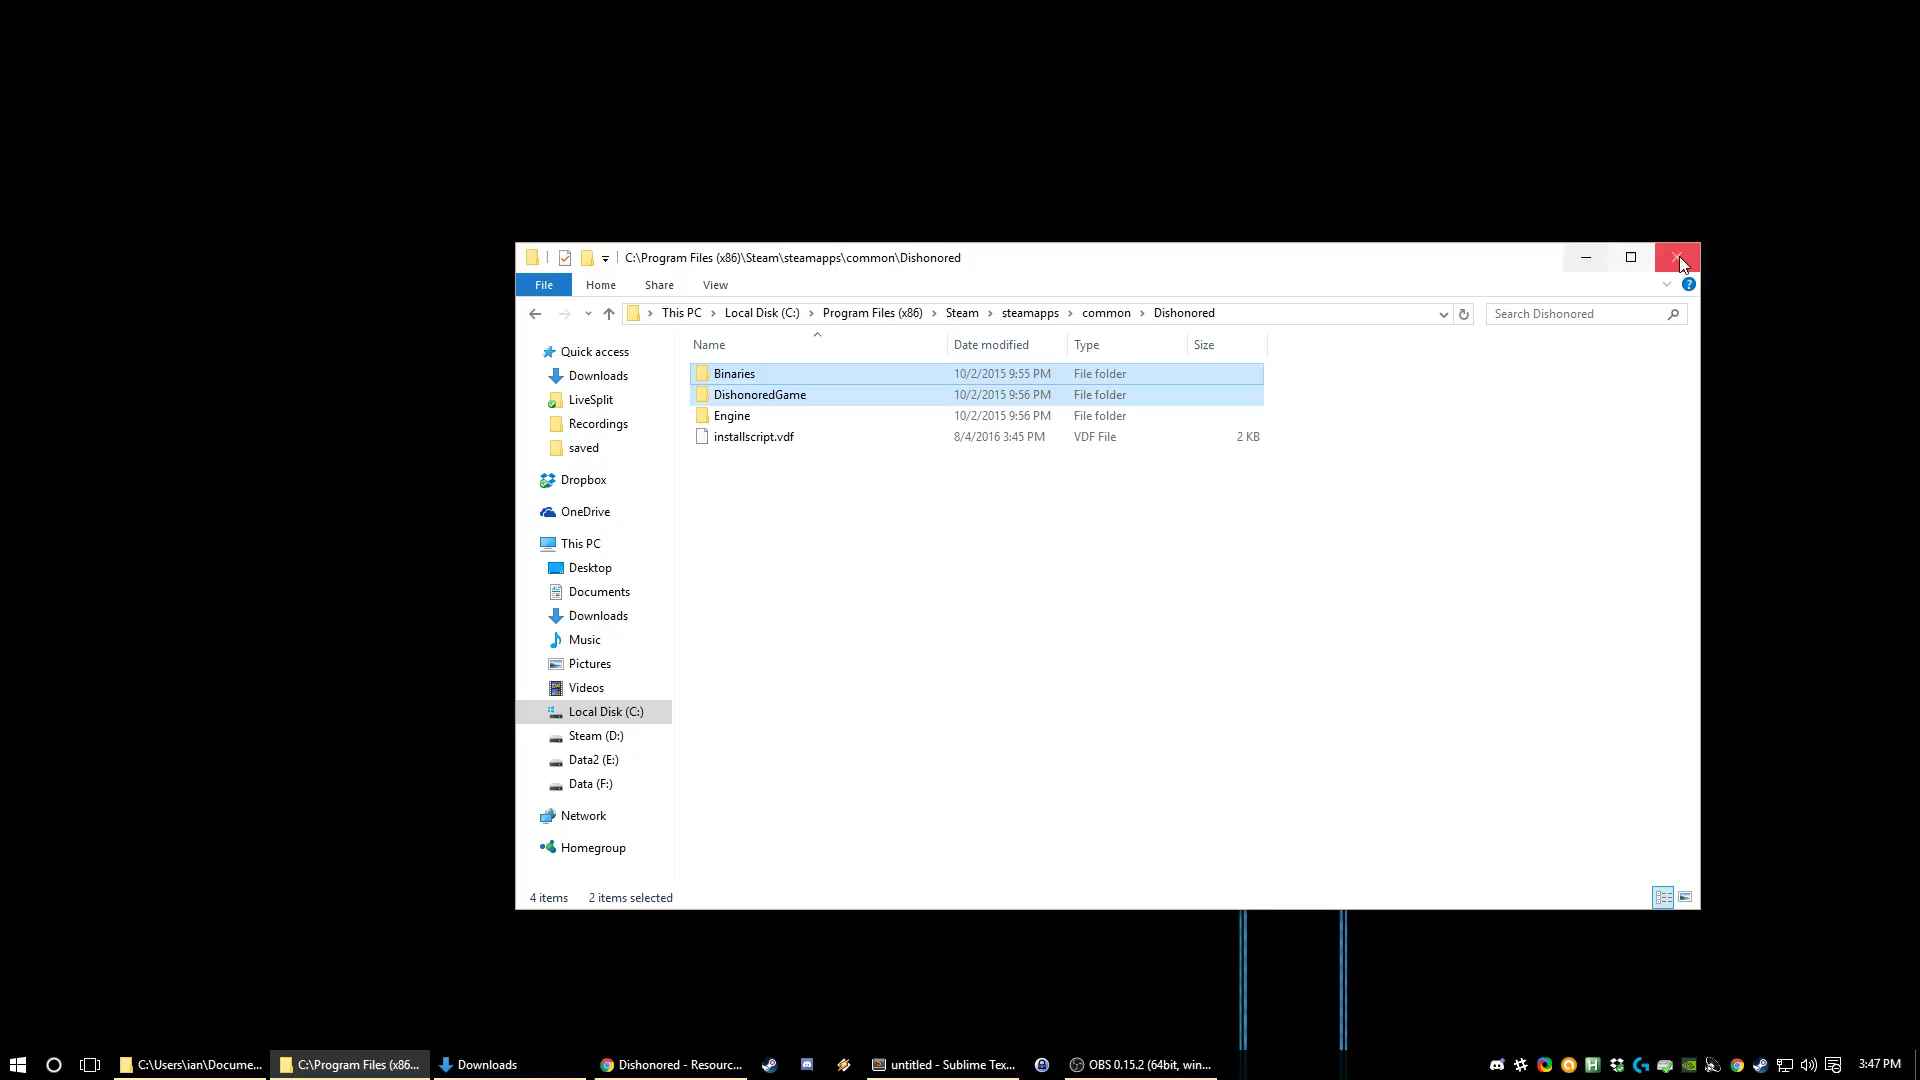 C:\Program Files (x86)\Steam\steamapps\common\Dishonored
File Home Share View
This PC Local Disk (C:) Program Files (x86) Steam steamapps common Dishonored
Search Dishonored
Name Date modified Type Size
Quick access
Downloads
LiveSplit
Recordings
saved
Dropbox
OneDrive
This PC
Desktop
Documents
Downloads
Music
Pictures
Videos
Local Disk (C:)
Steam (D:)
Data2 (E:)
Data (F:)
Network
Homegroup
Binaries 10/2/2015 9:55 PM File folder
DishonoredGame 10/2/2015 9:56 PM File folder
Engine 10/2/2015 9:56 PM File folder
installscript.vdf 8/4/2016 3:45 PM VDF File 2 KB
4 items 2 items selected
C:\Users\ian\Docume... C:\Program Files (x86... Downloads Dishonored - Resourc... untitled - Sublime Tex... OBS 0.15.2 (64bit, win... 3:47 PM